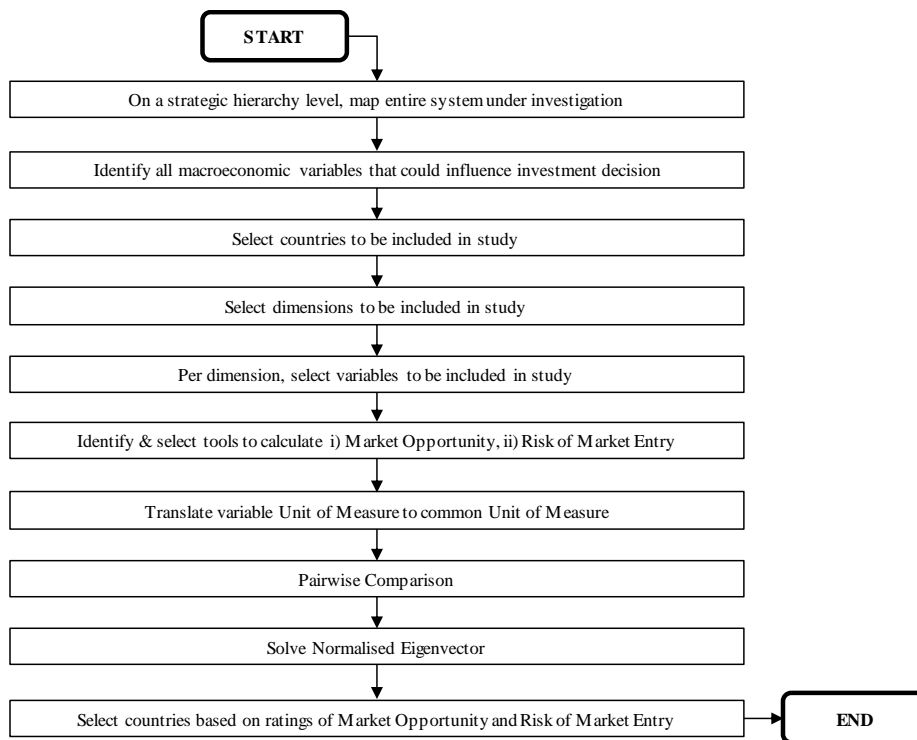 START
On a strategic hierarchy level, map entire system under investigation
Identify all macroeconomic variables that could influence investment decision
Select countries to be included in study
Select dimensions to be included in study
Per dimension, select variables to be included in study
Identify & select tools to calculate i) Market Opportunity, ii) Risk of Market Entry
Translate variable Unit of Measure to common Unit of Measure
Pairwise Comparison
Solve Normalised Eigenvector
Select countries based on ratings of Market Opportunity and Risk of Market Entry
END